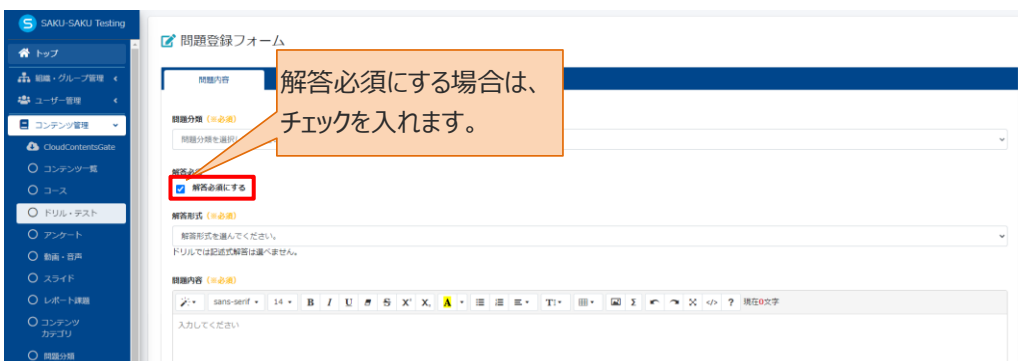 SAKU-SAKU Testing
トップ
組織・グループ管理
ユーザー管理
コンテンツ管理
CloudContentsGate
コンテンツ一覧
コース
ドリル・テスト
アンケート
動画・音声
スライド
レポート課題
コンテンツ
カテゴリ
問題分類
問題登録フォーム
問題内容
解答必須にする場合は、
チェックを入れます。
問題分類 (※必須)
問題分類を選択し
解答必
解答必須にする
解答形式 (※必須)
解答形式を選んでください。
ドリルでは記述式解答は選べません。
問題内容 (※必須)
sans-serif 14 B I U S X² X₂ A T Σ </> ? 現在0文字
入力してください